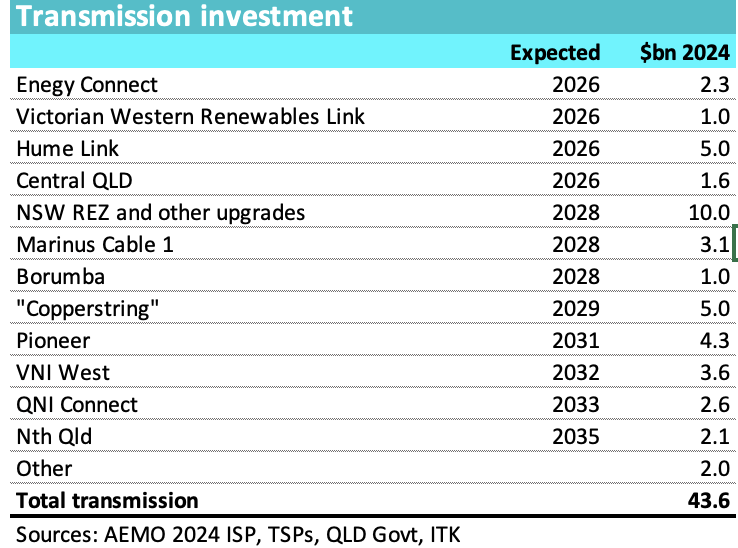 Transmission investment
Expected $bn 2024
Enegy Connect 2026 2.3
Victorian Western Renewables Link 2026 1.0
Hume Link 2026 5.0
Central QLD 2026 1.6
NSW REZ and other upgrades 2028 10.0
Marinus Cable 1 2028 3.1
Borumba 2028 1.0
"Copperstring" 2029 5.0
Pioneer 2031 4.3
VNI West 2032 3.6
QNI Connect 2033 2.6
Nth Qld 2035 2.1
Other 2.0
Total transmission 43.6
Sources: AEMO 2024 ISP, TSPs, QLD Govt, ITK